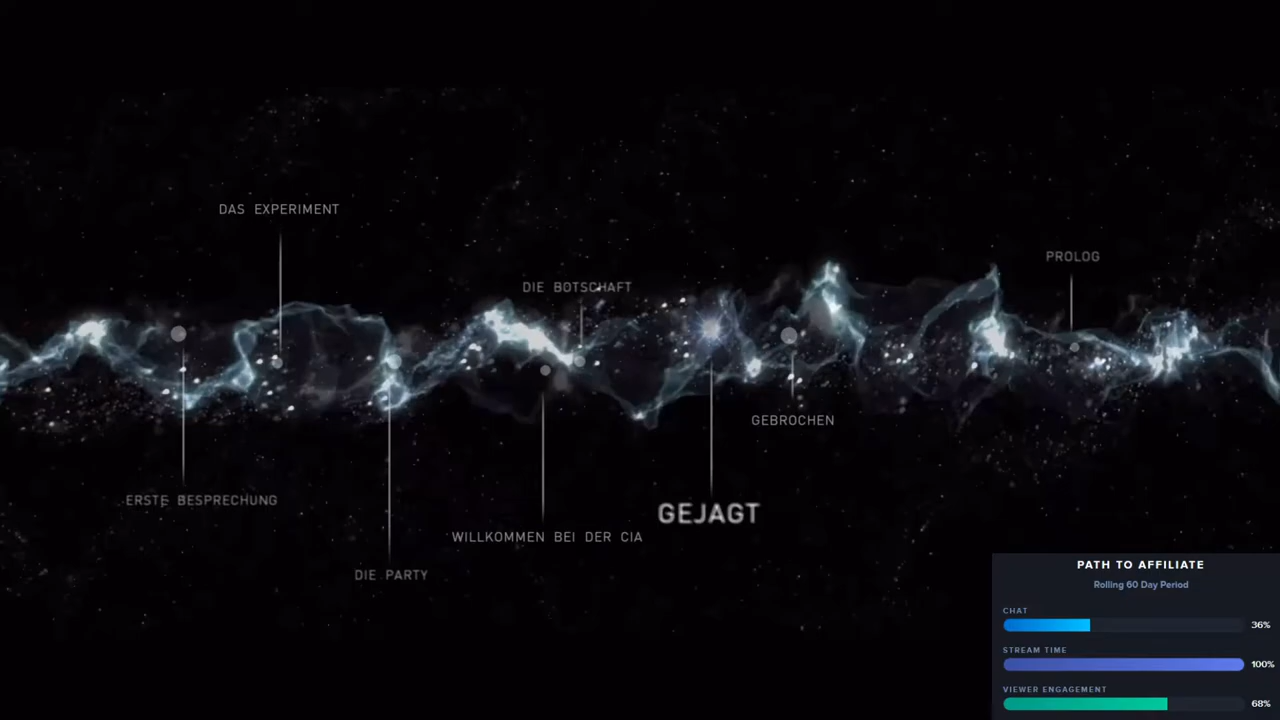 DAS EXPERIMENT
PROLOG
DIE BOTSCHAFT
GEBROCHEN
ERSTE BESPRECHUNG
GEJAGT
WILLKOMMEN BEI DER CIA
DIE PARTY
PATH TO AFFILIATE
Rolling 60 Day Period
CHAT
36%
STREAM TIME
100%
VIEWER ENGAGEMENT
68%